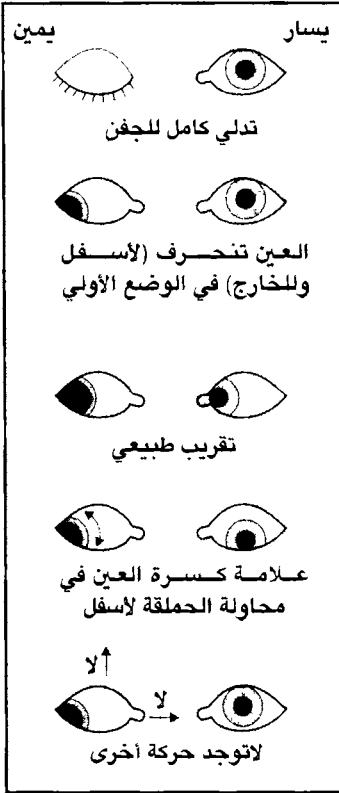 يسار يمين
تدلي كامل للجفن
العين تنحرف (لأسفل
وللخارج) في الوضع الأولي
تقريب طبيعي
علامة كسرة العين في
محاولة الحملقة لأسفل
لا
لا
لاتوجد حركة أخرى